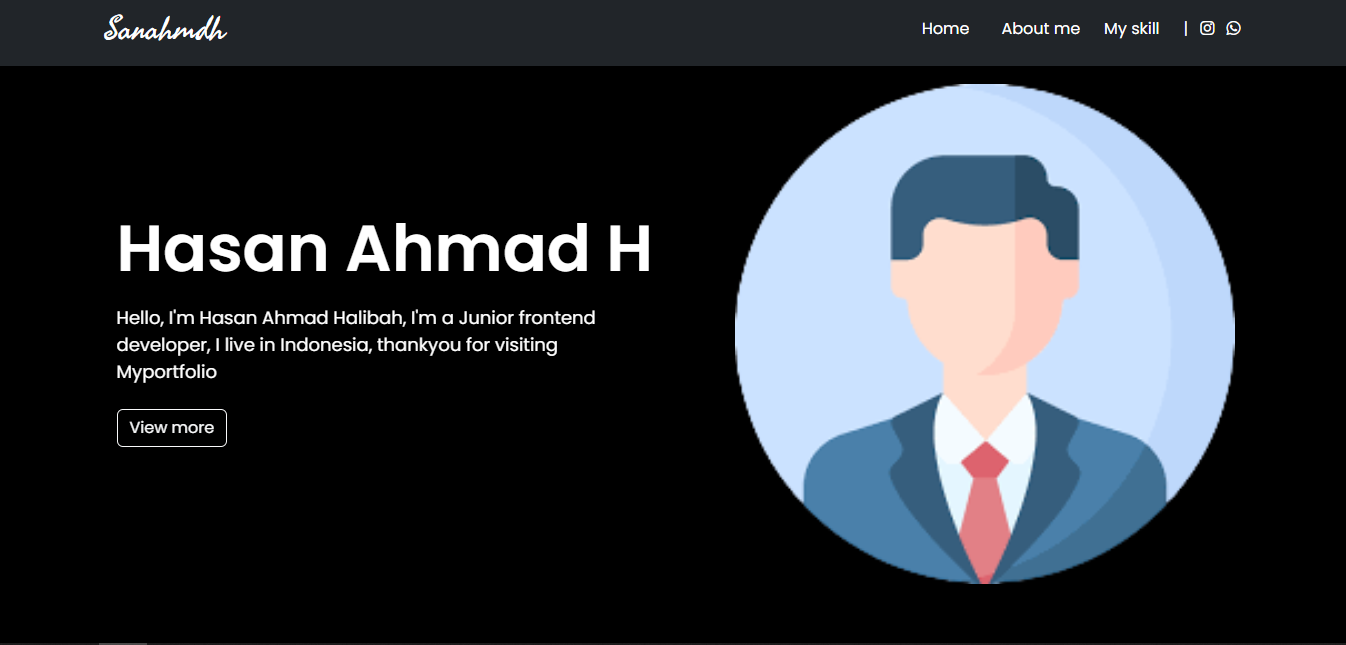 Sanahmdh
Home About me My skill |
Hasan Ahmad H
Hello, I'm Hasan Ahmad Halibah, I'm a Junior frontend
developer, I live in Indonesia, thankyou for visiting
Myportfolio
View more